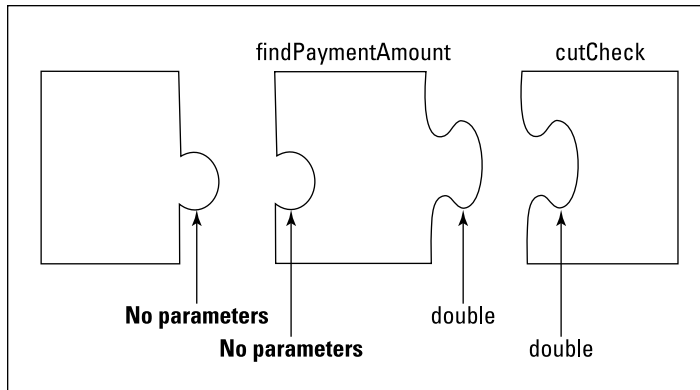 findPaymentAmount
cutCheck
No parameters
double
No parameters
double